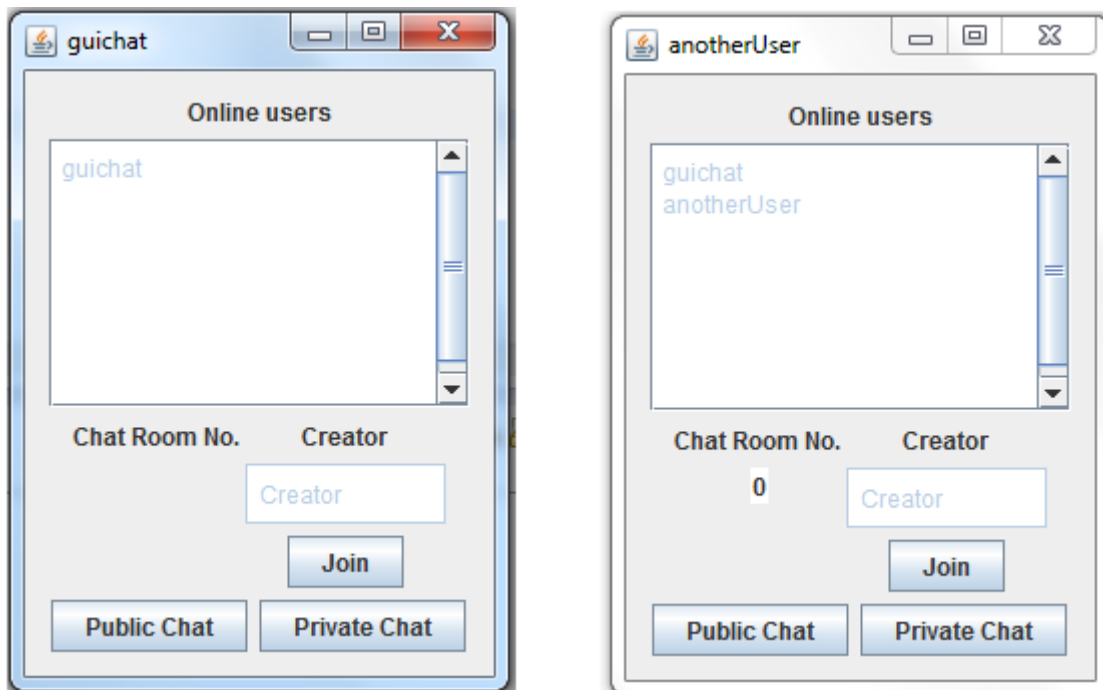 guichat
Online users
guichat
Chat Room No. Creator
Creator
Join
Public Chat Private Chat
anotherUser
Online users
guichat
anotherUser
Chat Room No. Creator
0 Creator
Join
Public Chat Private Chat